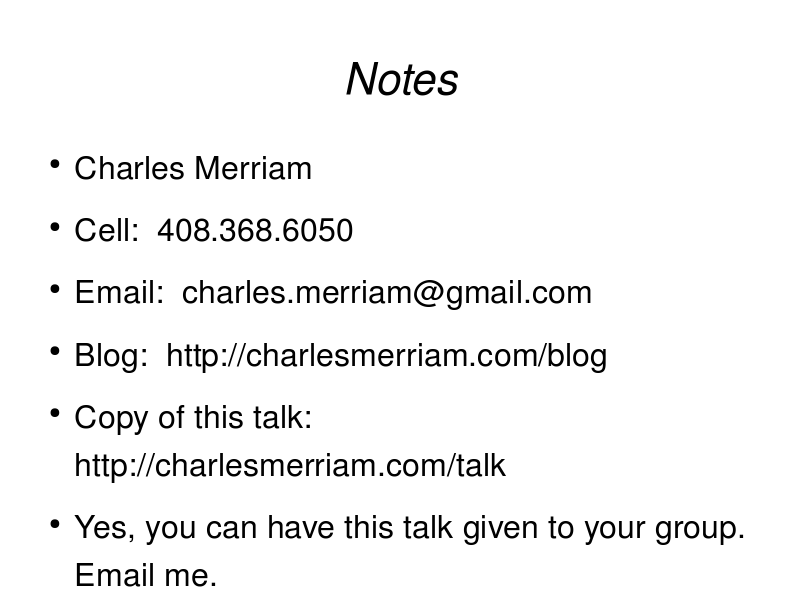 Notes
• Charles Merriam
• Cell:  408.368.6050
• Email:  charles.merriam@gmail.com
• Blog:  http://charlesmerriam.com/blog
• Copy of this talk:
http://charlesmerriam.com/talk
• Yes, you can have this talk given to your group.
Email me.